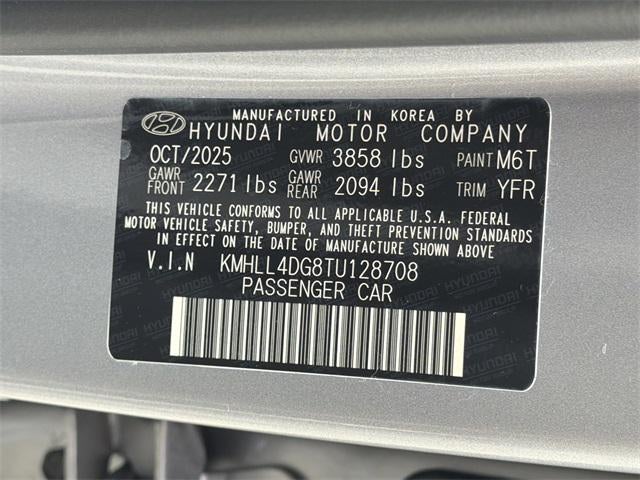 MANUFACTURED IN KOREA BY
HYUNDAI MOTOR COMPANY
OCT/2025 GVWR 3858 lbs PAINT M6T
GAWR FRONT 2271 lbs GAWR REAR 2094 lbs TRIM YFR
THIS VEHICLE CONFORMS TO ALL APPLICABLE U.S.A. FEDERAL
MOTOR VEHICLE SAFETY, BUMPER, AND THEFT PREVENTION STANDARDS
IN EFFECT ON THE DATE OF MANUFACTURE SHOWN ABOVE
V.I.N KMHLL4DG8TU128708
PASSENGER CAR